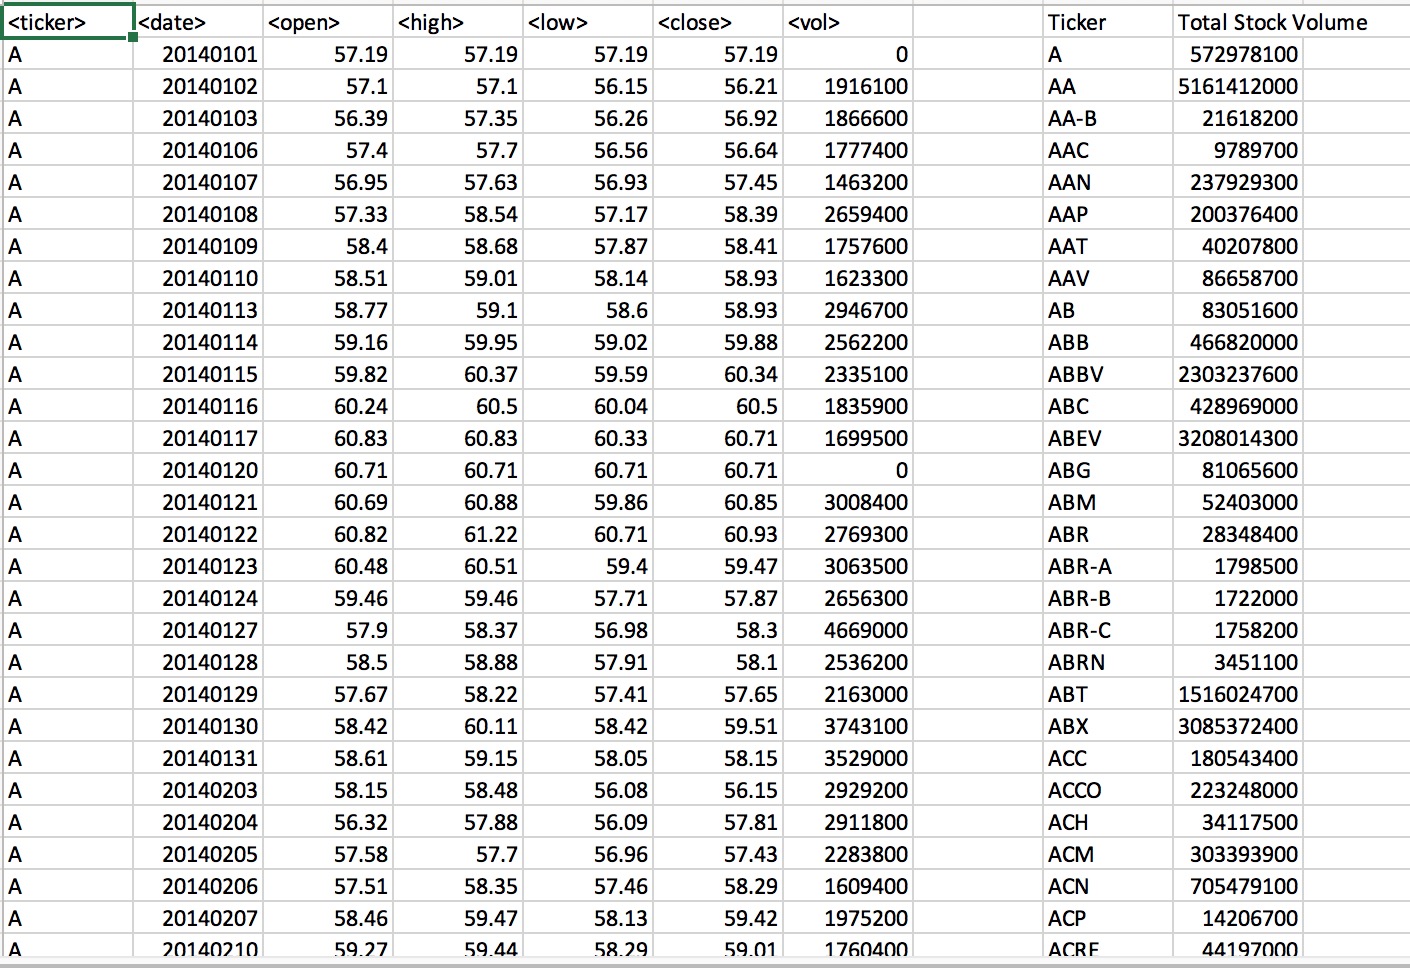 <ticker> <date> <open> <high> <low> <close> <vol> Ticker Total Stock Volume
A 20140101 57.19 57.19 57.19 57.19 0 A 572978100
A 20140102 57.1 57.1 56.15 56.21 1916100 AA 5161412000
A 20140103 56.39 57.35 56.26 56.92 1866600 AA-B 21618200
A 20140106 57.4 57.7 56.56 56.64 1777400 AAC 9789700
A 20140107 56.95 57.63 56.93 57.45 1463200 AAN 237929300
A 20140108 57.33 58.54 57.17 58.39 2659400 AAP 200376400
A 20140109 58.4 58.68 57.87 58.41 1757600 AAT 40207800
A 20140110 58.51 59.01 58.14 58.93 1623300 AAV 86658700
A 20140113 58.77 59.1 58.6 58.93 2946700 AB 83051600
A 20140114 59.16 59.95 59.02 59.88 2562200 ABB 466820000
A 20140115 59.82 60.37 59.59 60.34 2335100 ABBV 2303237600
A 20140116 60.24 60.5 60.04 60.5 1835900 ABC 428969000
A 20140117 60.83 60.83 60.33 60.71 1699500 ABEV 3208014300
A 20140120 60.71 60.71 60.71 60.71 0 ABG 81065600
A 20140121 60.69 60.88 59.86 60.85 3008400 ABM 52403000
A 20140122 60.82 61.22 60.71 60.93 2769300 ABR 28348400
A 20140123 60.48 60.51 59.4 59.47 3063500 ABR-A 1798500
A 20140124 59.46 59.46 57.71 57.87 2656300 ABR-B 1722000
A 20140127 57.9 58.37 56.98 58.3 4669000 ABR-C 1758200
A 20140128 58.5 58.88 57.91 58.1 2536200 ABRN 3451100
A 20140129 57.67 58.22 57.41 57.65 2163000 ABT 1516024700
A 20140130 58.42 60.11 58.42 59.51 3743100 ABX 3085372400
A 20140131 58.61 59.15 58.05 58.15 3529000 ACC 180543400
A 20140203 58.15 58.48 56.08 56.15 2929200 ACCO 223248000
A 20140204 56.32 57.88 56.09 57.81 2911800 ACH 34117500
A 20140205 57.58 57.7 56.96 57.43 2283800 ACM 303393900
A 20140206 57.51 58.35 57.46 58.29 1609400 ACN 705479100
A 20140207 58.46 59.47 58.13 59.42 1975200 ACP 14206700
A 20140210 59.27 59.44 58.29 59.01 1760400 ACRE 44197000